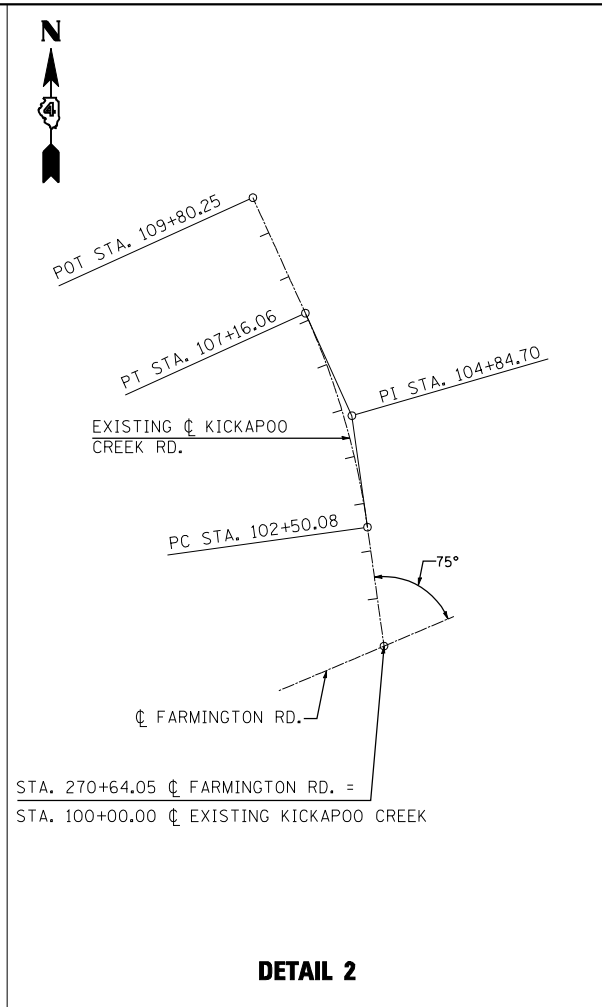 N
4
POT STA. 109+80.25
PT STA. 107+16.06
PI STA. 104+84.70
EXISTING ℄ KICKAPOO
CREEK RD.
PC STA. 102+50.08
75°
℄ FARMINGTON RD.
STA. 270+64.05 ℄ FARMINGTON RD. =
STA. 100+00.00 ℄ EXISTING KICKAPOO CREEK
DETAIL 2